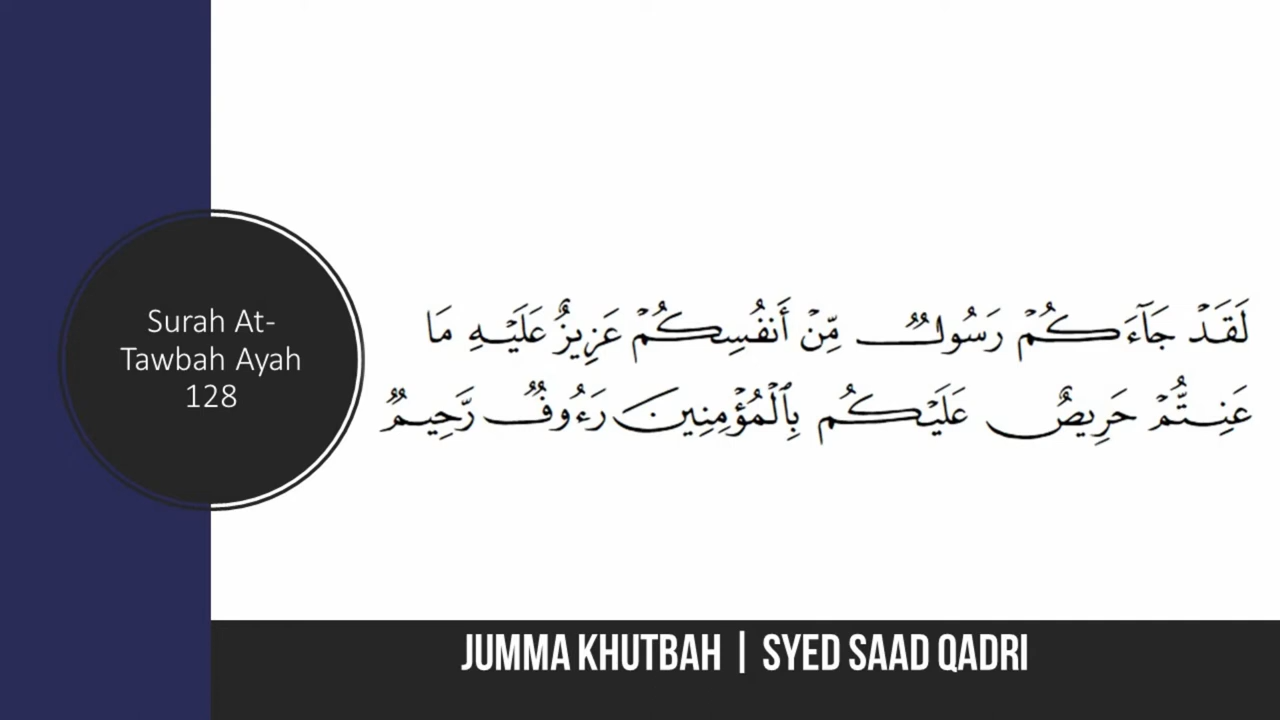 Surah At-
Tawbah Ayah
128
لَقَدْ جَآءَكُمْ رَسُولٌ مِّنْ أَنفُسِكُمْ عَزِيزٌ عَلَيْهِ مَا
عَنِتُّمْ حَرِيصٌ عَلَيْكُم بِٱلْمُؤْمِنِينَ رَءُوفٌ رَّحِيمٌ
JUMMA KHUTBAH | SYED SAAD QADRI